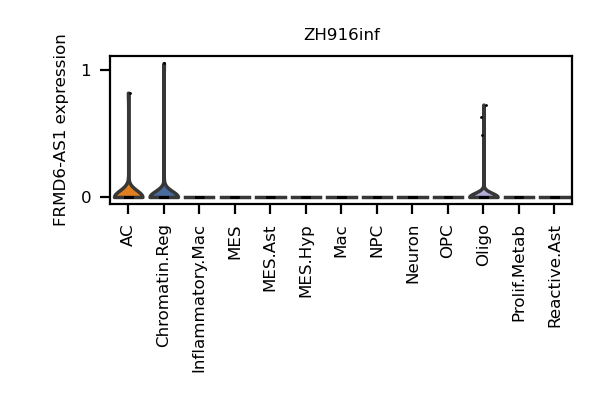 ZH916inf
FRMD6-AS1 expression
1
0
AC
Chromatin.Reg
Inflammatory.Mac
MES
MES.Ast
MES.Hyp
Mac
NPC
Neuron
OPC
Oligo
Prolif.Metab
Reactive.Ast